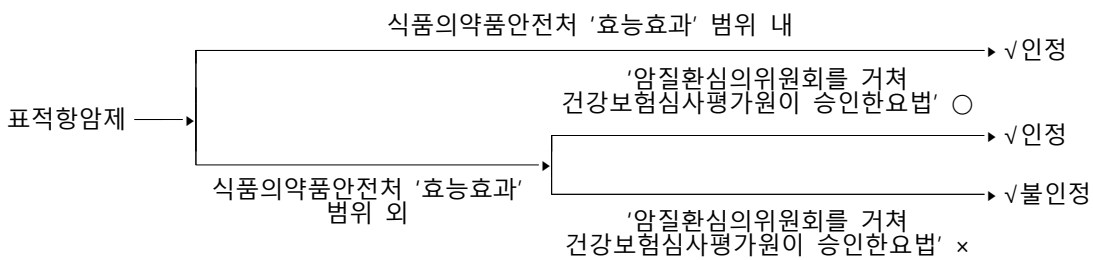 식품의약품안전처 '효능효과' 범위 내
√인정
'암질환심의위원회를 거쳐
건강보험심사평가원이 승인한요법' ○
표적항암제
√인정
식품의약품안전처 '효능효과'
범위 외
√불인정
'암질환심의위원회를 거쳐
건강보험심사평가원이 승인한요법' ×